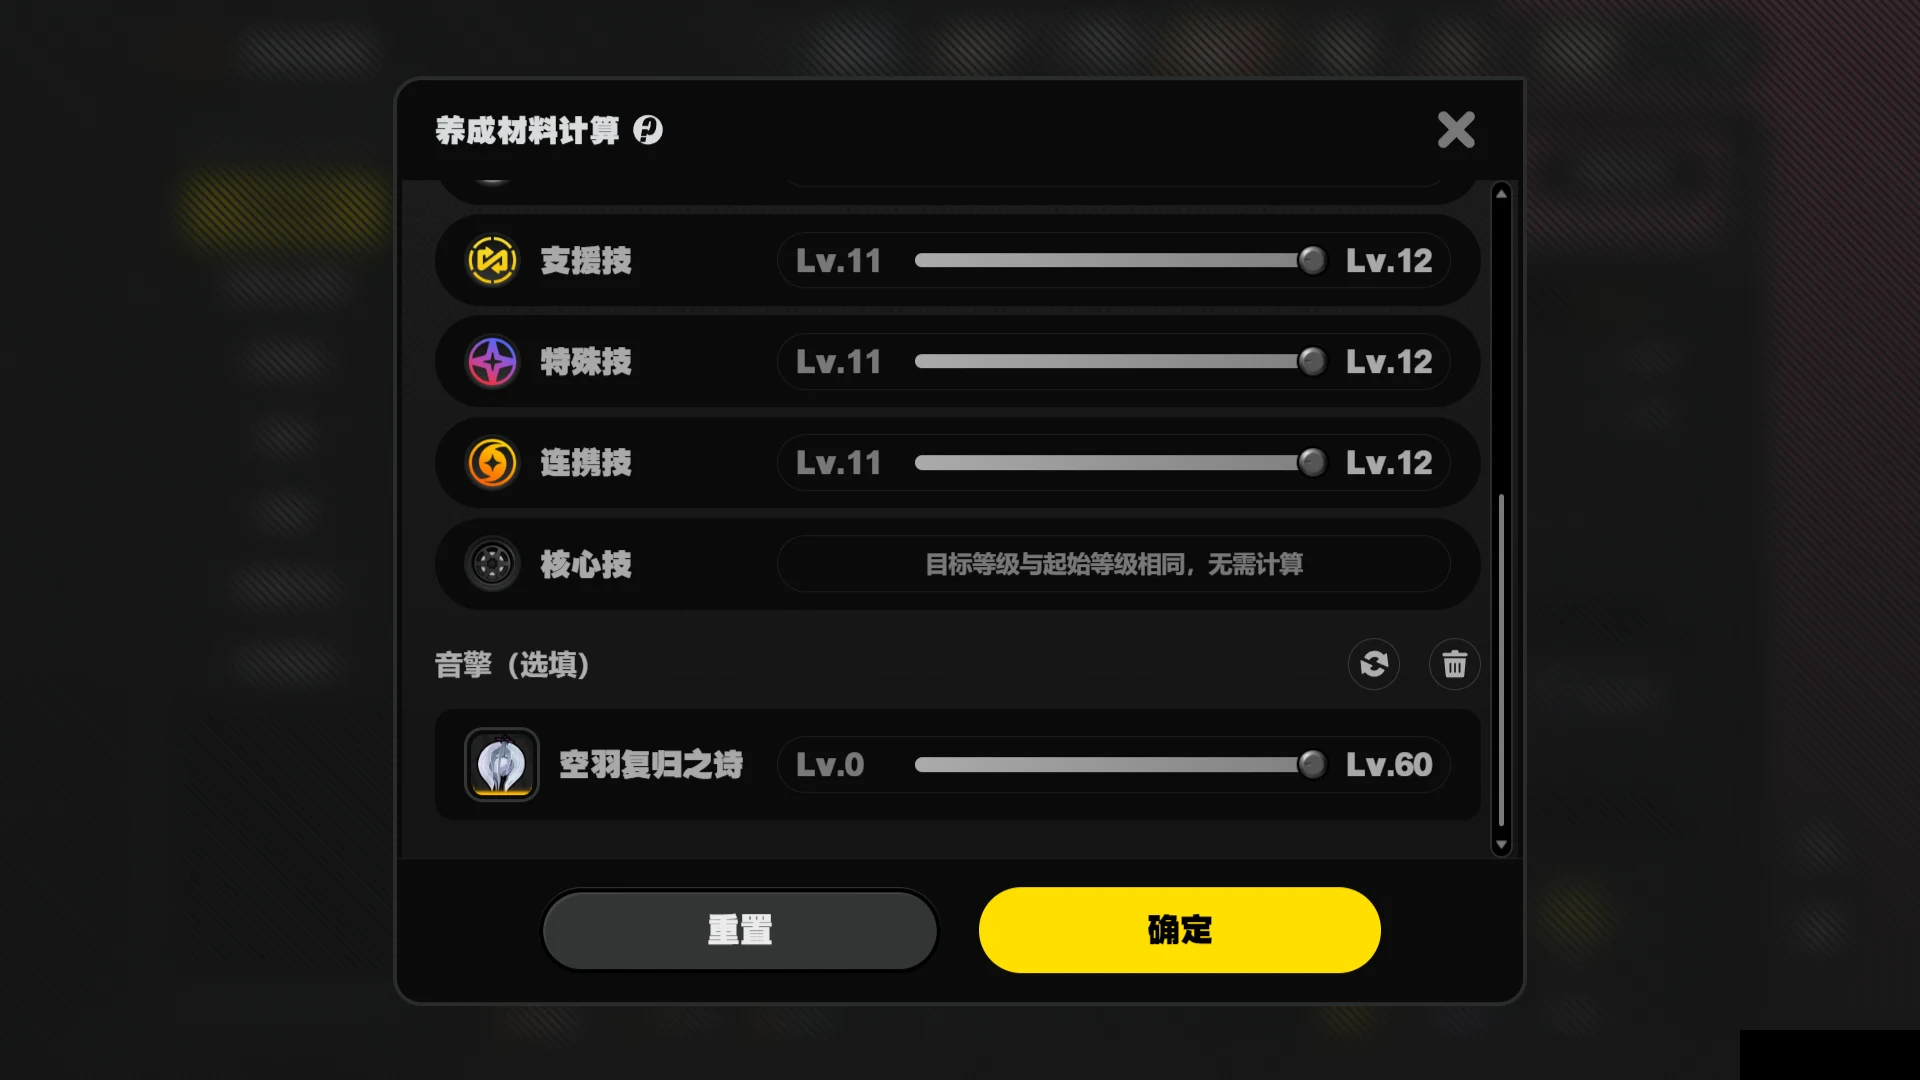 养成材料计算
支援技 Lv.11 Lv.12
特殊技 Lv.11 Lv.12
连携技 Lv.11 Lv.12
核心技 目标等级与起始等级相同，无需计算
音擎（选填）
空羽复归之诗 Lv.0 Lv.60
重置 确定